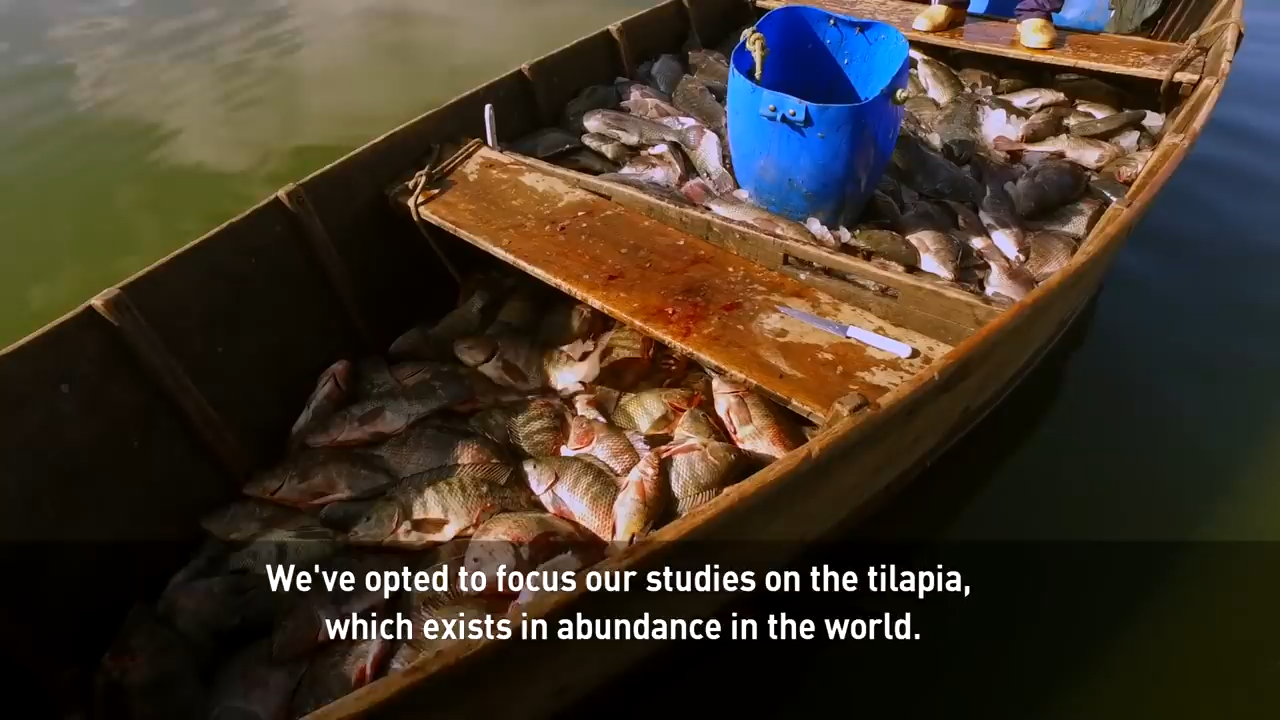 We've opted to focus our studies on the tilapia,
which exists in abundance in the world.